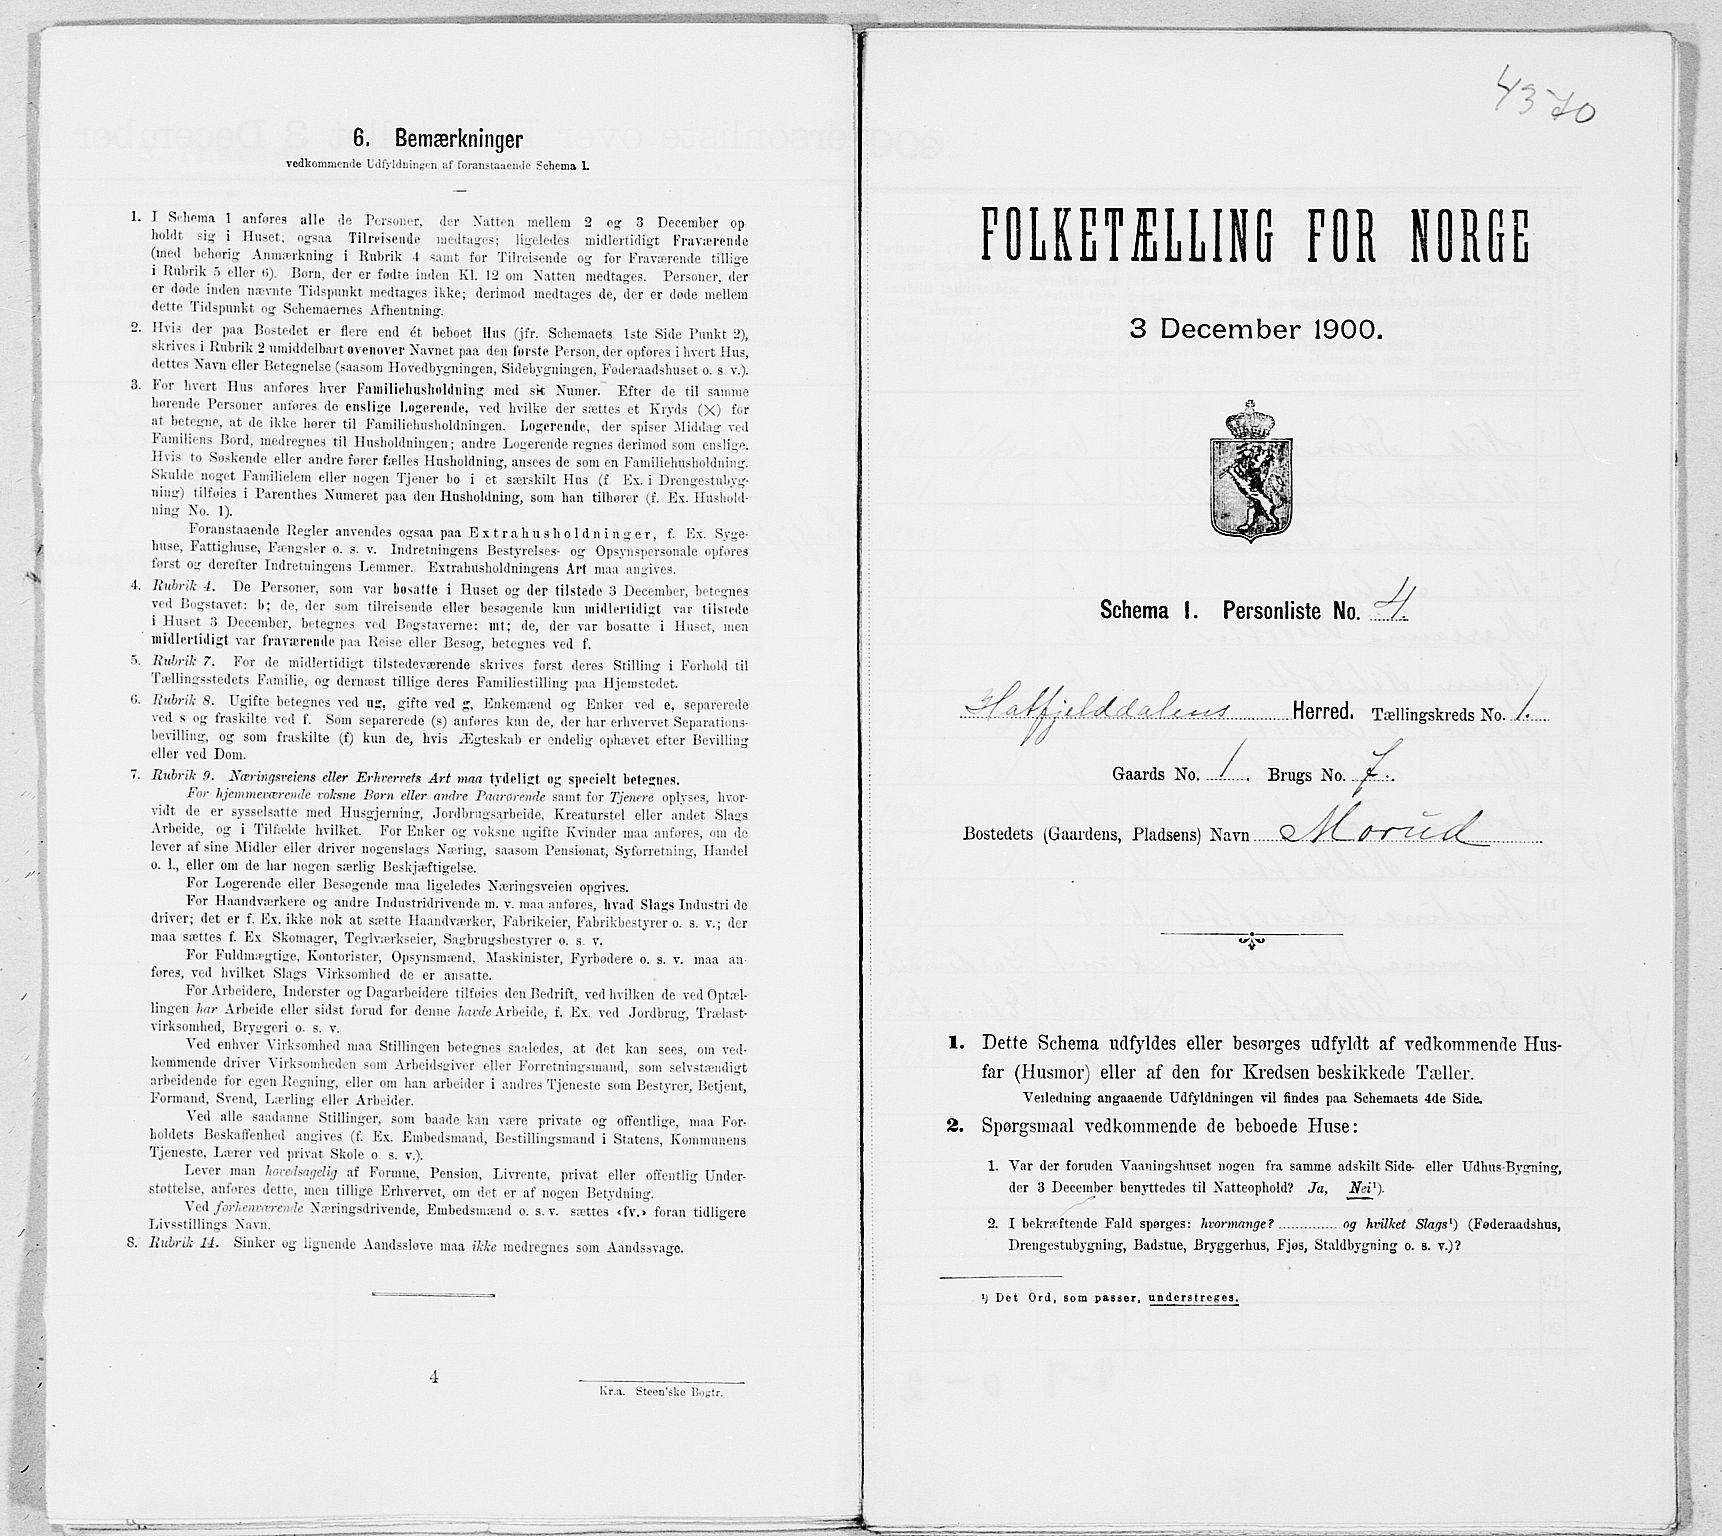 6. Bemærkninger
vedkommende Udfyldningen af foranstaaende Schema 1.
1. I Schema 1 anføres alle de Personer, der Natten mellem 2 og 3 December op
holdt sig i Huset; ogsaa Tilreisende medtages; ligeledes midlertidigt Fraværende
(med behørig Anmærkning i Rubrik 4 samt for Tilreisende og for Fraværende tillige
i Rubrik 5 eller 6). Børn, der er fødte inden Kl. 12 om Natten medtages. Personer, der
er døde inden nævnte Tidspunkt medtages ikke; derimod medtages de, der er døde mellem
dette Tidspunkt og Schemaernes Afhentning.
2. Hvis der paa Bostedet er flere end ét beboet Hus (jfr. Schemaets 1ste Side Punkt 2),
skrives i Rubrik 2 umiddelbart ovenover Navnet paa den første Person, der opføres i hvert Hus,
dettes Navn eller Betegnelse (saasom Hovedbygningen, Sidebygningen, Føderaadshuset o. s. v.).
3. For hvert Hus anføres hver Familiehusholdning med sit Numer. Efter de til samme
hørende Personer anføres de enslige Logerende, ved hvilke der sættes et Kryds (×) for
at betegne, at de ikke hører til Familiehusholdningen. Logerende, der spiser Middag ved
Familiens Bord, medregnes til Husholdningen; andre Logerende regnes derimod som enslige.
Hvis to Søskende eller andre fører fælles Husholdning, ansees de som en Familiehusholdning.
Skulde noget Familielem eller nogen Tjener bo i et særskilt Hus (f. Ex. i Drengestubyg-
ning) tilføies i Parenthes Numeret paa den Husholdning, som han tilhører (f. Ex. Hushold-
ning No. 1).
Foranstaaende Regler anvendes ogsaa paa Extrahusholdninger, f. Ex. Syge-
huse, Fattighuse, Fængsler o. s. v. Indretningens Bestyrelses- og Opsynspersonale opføres
først og derefter Indretningens Lemmer. Extrahusholdningens Art maa angives.
4. Rubrik 4. De Personer, som var bosatte i Huset og der tilstede 3 December, betegnes
ved Bogstavet: b; de, der som tilreisende eller besøgende kun midlertidigt var tilstede
i Huset 3 December, betegnes ved Bogstaverne: mt; de, der var bosatte i Huset, men
midlertidigt var fraværende paa Reise eller Besøg, betegnes ved f.
5. Rubrik 7. For de midlertidigt tilstedeværende skrives først deres Stilling i Forhold til
Tællingsstedets Familie, og dernæst tillige deres Familiestilling paa Hjemstedet.
6. Rubrik 8. Ugifte betegnes ved ug, gifte ved g, Enkemænd og Enker ved e, separerede
ved s og fraskilte ved f. Som separerede (s) anføres kun de, der har erhvervet Separations-
bevilling, og som fraskilte (f) kun de, hvis Ægteskab er endelig ophævet efter Bevilling
eller ved Dom.
7. Rubrik 9. Næringsveiens eller Erhvervets Art maa tydeligt og specielt betegnes.
For hjemmeværende voksne Børn eller andre Paarørende samt for Tjenere oplyses, hvor-
vidt de er sysselsatte med Husgjerning, Jordbrugsarbeide, Kreaturstel eller andet Slags
Arbeide, og i Tilfælde hvilket. For Enker og voksne ugifte Kvinder maa anføres, om de
lever af sine Midler eller driver nogenslags Næring, saasom Pensionat, Syforretning, Handel
o. l., eller om de har nogen særlig Beskjæftigelse.
For Logerende eller Besøgende maa ligeledes Næringsveien opgives.
For Haandværkere og andre Industridrivende m. v. maa anføres, hvad Slags Industri de
driver; det er f. Ex. ikke nok at sætte Haandværker, Fabrikeier, Fabrikbestyrer o. s. v.; der
maa sættes f. Ex Skomager, Teglværkseier, Sagbrugsbestyrer o. s. v.
For Fuldmægtige, Kontorister, Opsynsmænd, Maskinister, Fyrbødere o. s. v. maa an-
føres, ved hvilket Slags Virksomhed de er ansatte.
For Arbeidere, Inderster og Dagarbeidere tilføies den Bedrift, ved hvilken de ved Optæl-
lingen har Arbeide eller sidst forud for denne havde Arbeide, f. Ex. ved Jordbrug, Trælast-
virksomhed, Bryggeri o. s. v.
Ved enhver Virksomhed maa Stillingen betegnes saaledes, at det kan sees, om ved-
kommende driver Virksomheden som Arbeidsgiver eller Forretningsmand, som selvstændigt
arbeidende for egen Regning, eller om han arbeider i andres Tjeneste som Bestyrer, Betjent,
Formand, Svend, Lærling eller Arbeider.
Ved alle saadanne Stillinger, som baade kan være private og offentlige, maa For-
holdets Beskaffenhed angives (f. Ex. Embedsmand, Bestillingsmand i Statens, Kommunens
Tjeneste, Lærer ved privat Skole o. s. v.).
Lever man hovedsagelig af Formue, Pension, Livrente, privat eller offentlig Under-
støttelse, anføres dette, men tillige Erhvervet, om det er af nogen Betydning.
Ved forhenværende Næringsdrivende, Embedsmænd o. s. v. sættes «fv.» foran tidligere
Livsstillings Navn.
8. Rubrik 14. Sinker og lignende Aandssløve maa ikke medregnes som Aandssvage.
4
Kr.a. Steen'ske Bogtr.
4370
FOLKETÆLLING FOR NORGE
3 December 1900.
Schema 1. Personliste No. 4.
Hatfjelddalens Herred. Tællingskreds No. 1.
Gaards No. 1. Brugs No. 7.
Bostedets (Gaardens, Pladsens) Navn Morud
1. Dette Schema udfyldes eller besørges udfyldt af vedkommende Hus-
far (Husmor) eller af den for Kredsen beskikkede Tæller.
Veiledning angaaende Udfyldningen vil findes paa Schemaets 4de Side.
2. Spørgsmaal vedkommende de beboede Huse:
1. Var der foruden Vaaningshuset nogen fra samme adskilt Side- eller Udhus-Bygning,
der 3 December benyttedes til Natteophold? Ja, Nei¹).
2. I bekræftende Fald spørges: hvormange? og hvilket Slags¹) (Føderaadshus,
Drengestubygning, Badstue, Bryggerhus, Fjøs, Staldbygning o. s. v.)?
¹) Det Ord, som passer, understreges.